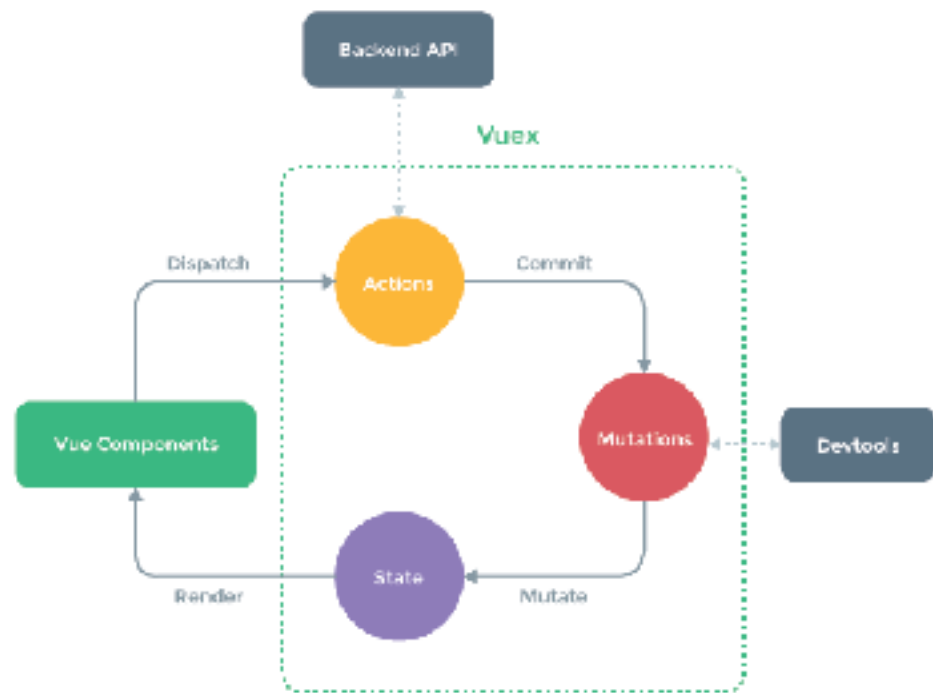 Backend API
Vuex
Dispatch
Commit
Actions
Vue Components
Mutations
Devtools
State
Render
Mutate